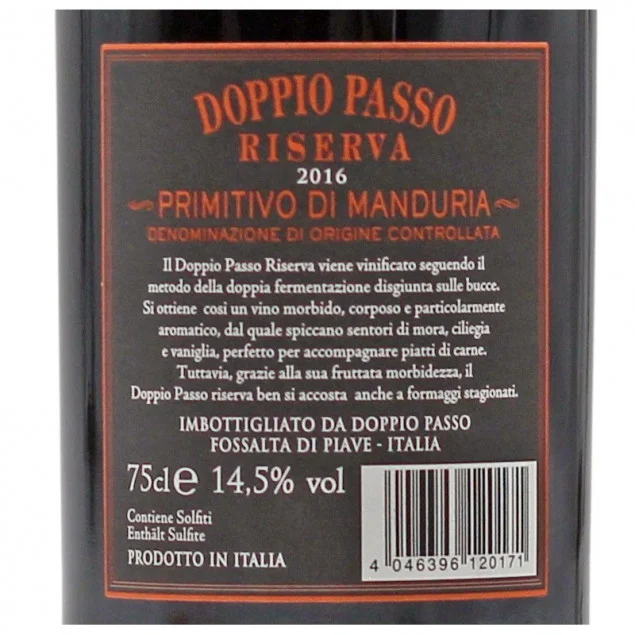 DOPPIO PASSO
RISERVA
2016
PRIMITIVO DI MANDURIA
DENOMINAZIONE DI ORIGINE CONTROLLATA
Il Doppio Passo Riserva viene vinificato seguendo il
metodo della doppia fermentazione disgiunta sulle bucce.
Si ottiene cosi un vino morbido, corposo e particolarmente
aromatico, dal quale spiccano sentori di mora, ciliegia
e vaniglia, perfetto per accompagnare piatti di carne.
Tuttavia, grazie alla sua fruttata morbidezza, il
Doppio Passo riserva ben si accosta anche a formaggi stagionati.
IMBOTTIGLIATO DA DOPPIO PASSO
FOSSALTA DI PIAVE - ITALIA
75cl e 14,5% vol
Contiene Solfiti
Enthält Sulfite
PRODOTTO IN ITALIA
4 046396 120171